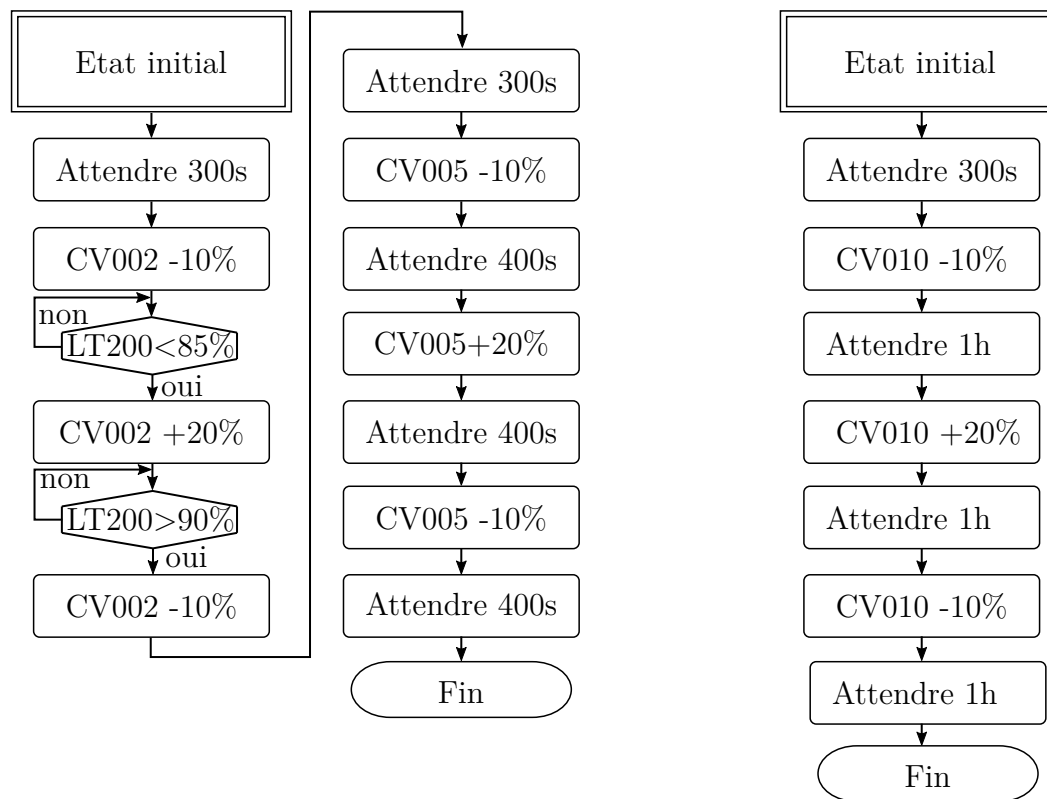 Etat initial
Attendre 300s
CV002 -10%
non
LT200<85%
oui
CV002 +20%
non
LT200>90%
oui
CV002 -10%
Attendre 300s
CV005 -10%
Attendre 400s
CV005+20%
Attendre 400s
CV005 -10%
Attendre 400s
Fin
Etat initial
Attendre 300s
CV010 -10%
Attendre 1h
CV010 +20%
Attendre 1h
CV010 -10%
Attendre 1h
Fin